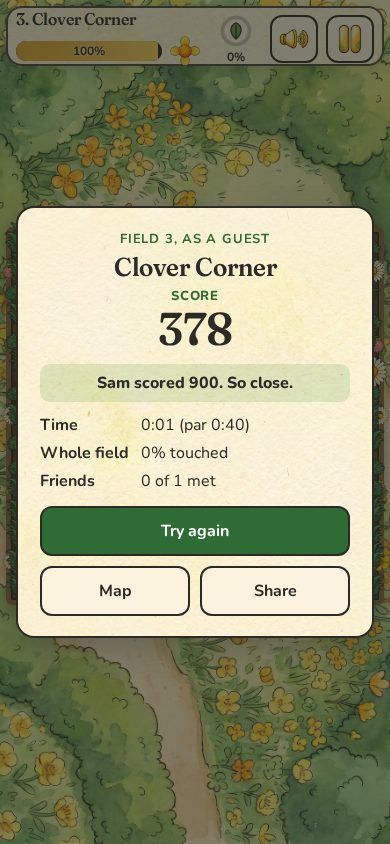 3. Clover Corner
100%
0%
FIELD 3, AS A GUEST
Clover Corner
SCORE
378
Sam scored 900. So close.
Time 0:01 (par 0:40)
Whole field 0% touched
Friends 0 of 1 met
Try again
Map Share